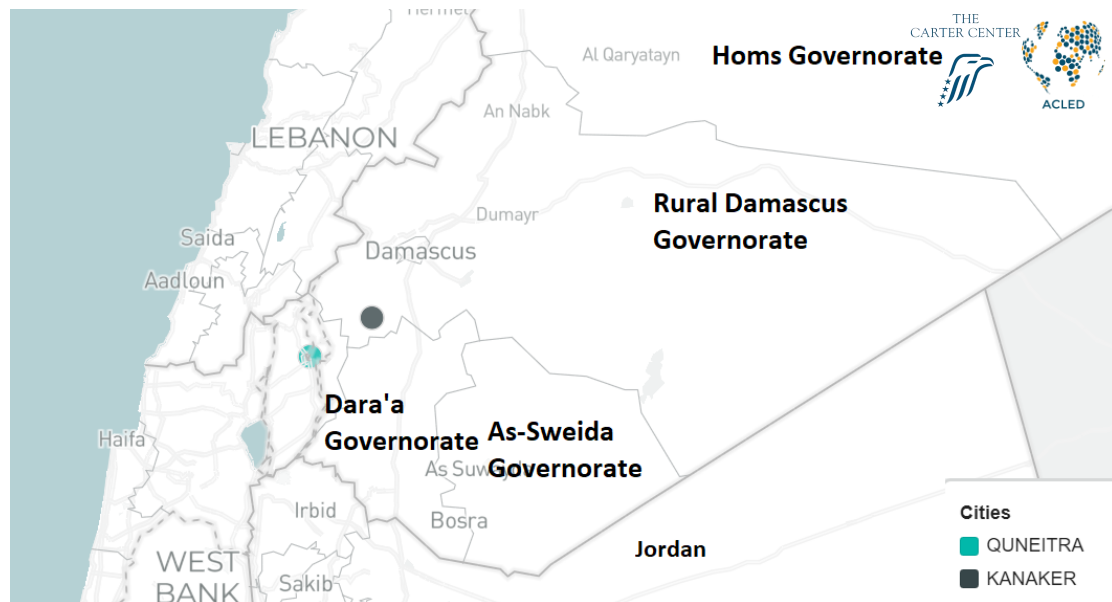 Hermel
THE
CARTER CENTER
Al Qaryatayn
Homs Governorate
ACLED
An Nabk
LEBANON
Rural Damascus
Governorate
Dumayr
Saida
Damascus
Aadloun
Dara'a
Governorate
As-Sweida
Governorate
Haifa
As Suwayda
Irbid
Bosra
Jordan
WEST
BANK
Sakib
Cities
QUNEITRA
KANAKER